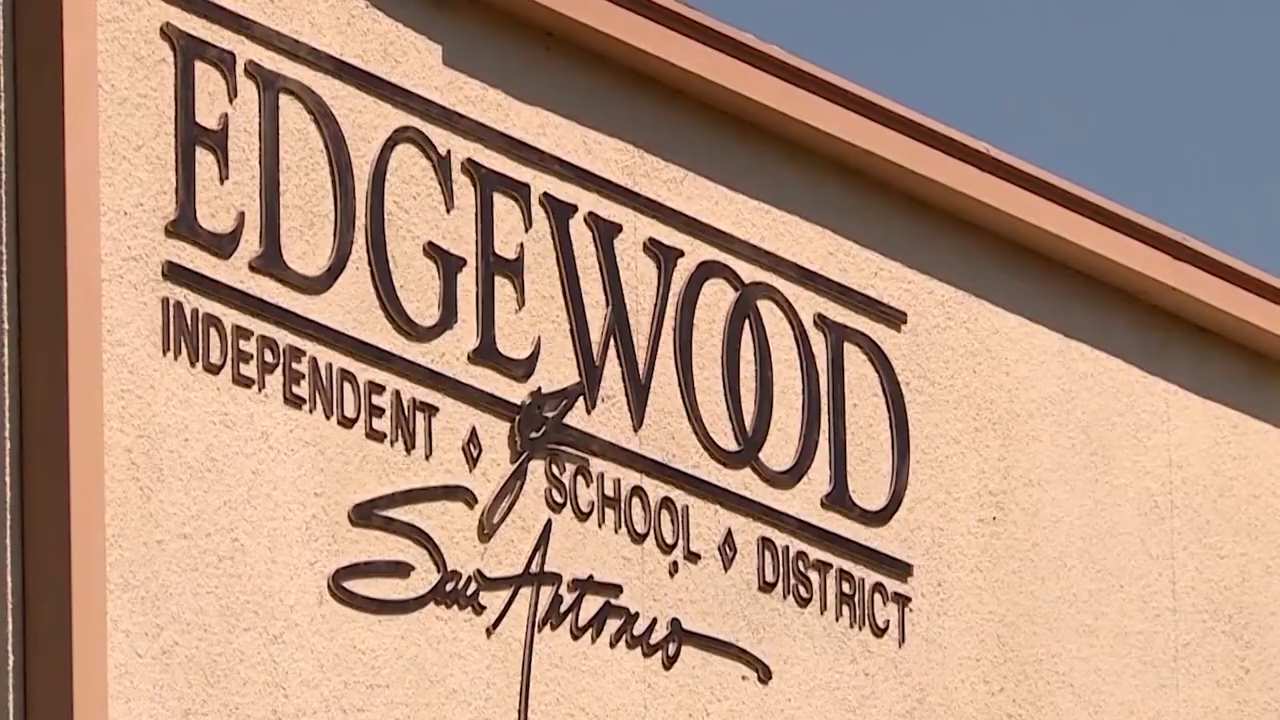 EDGEWOOD
INDEPENDENT ◊ SCHOOL ◊ DISTRICT
San Antonio